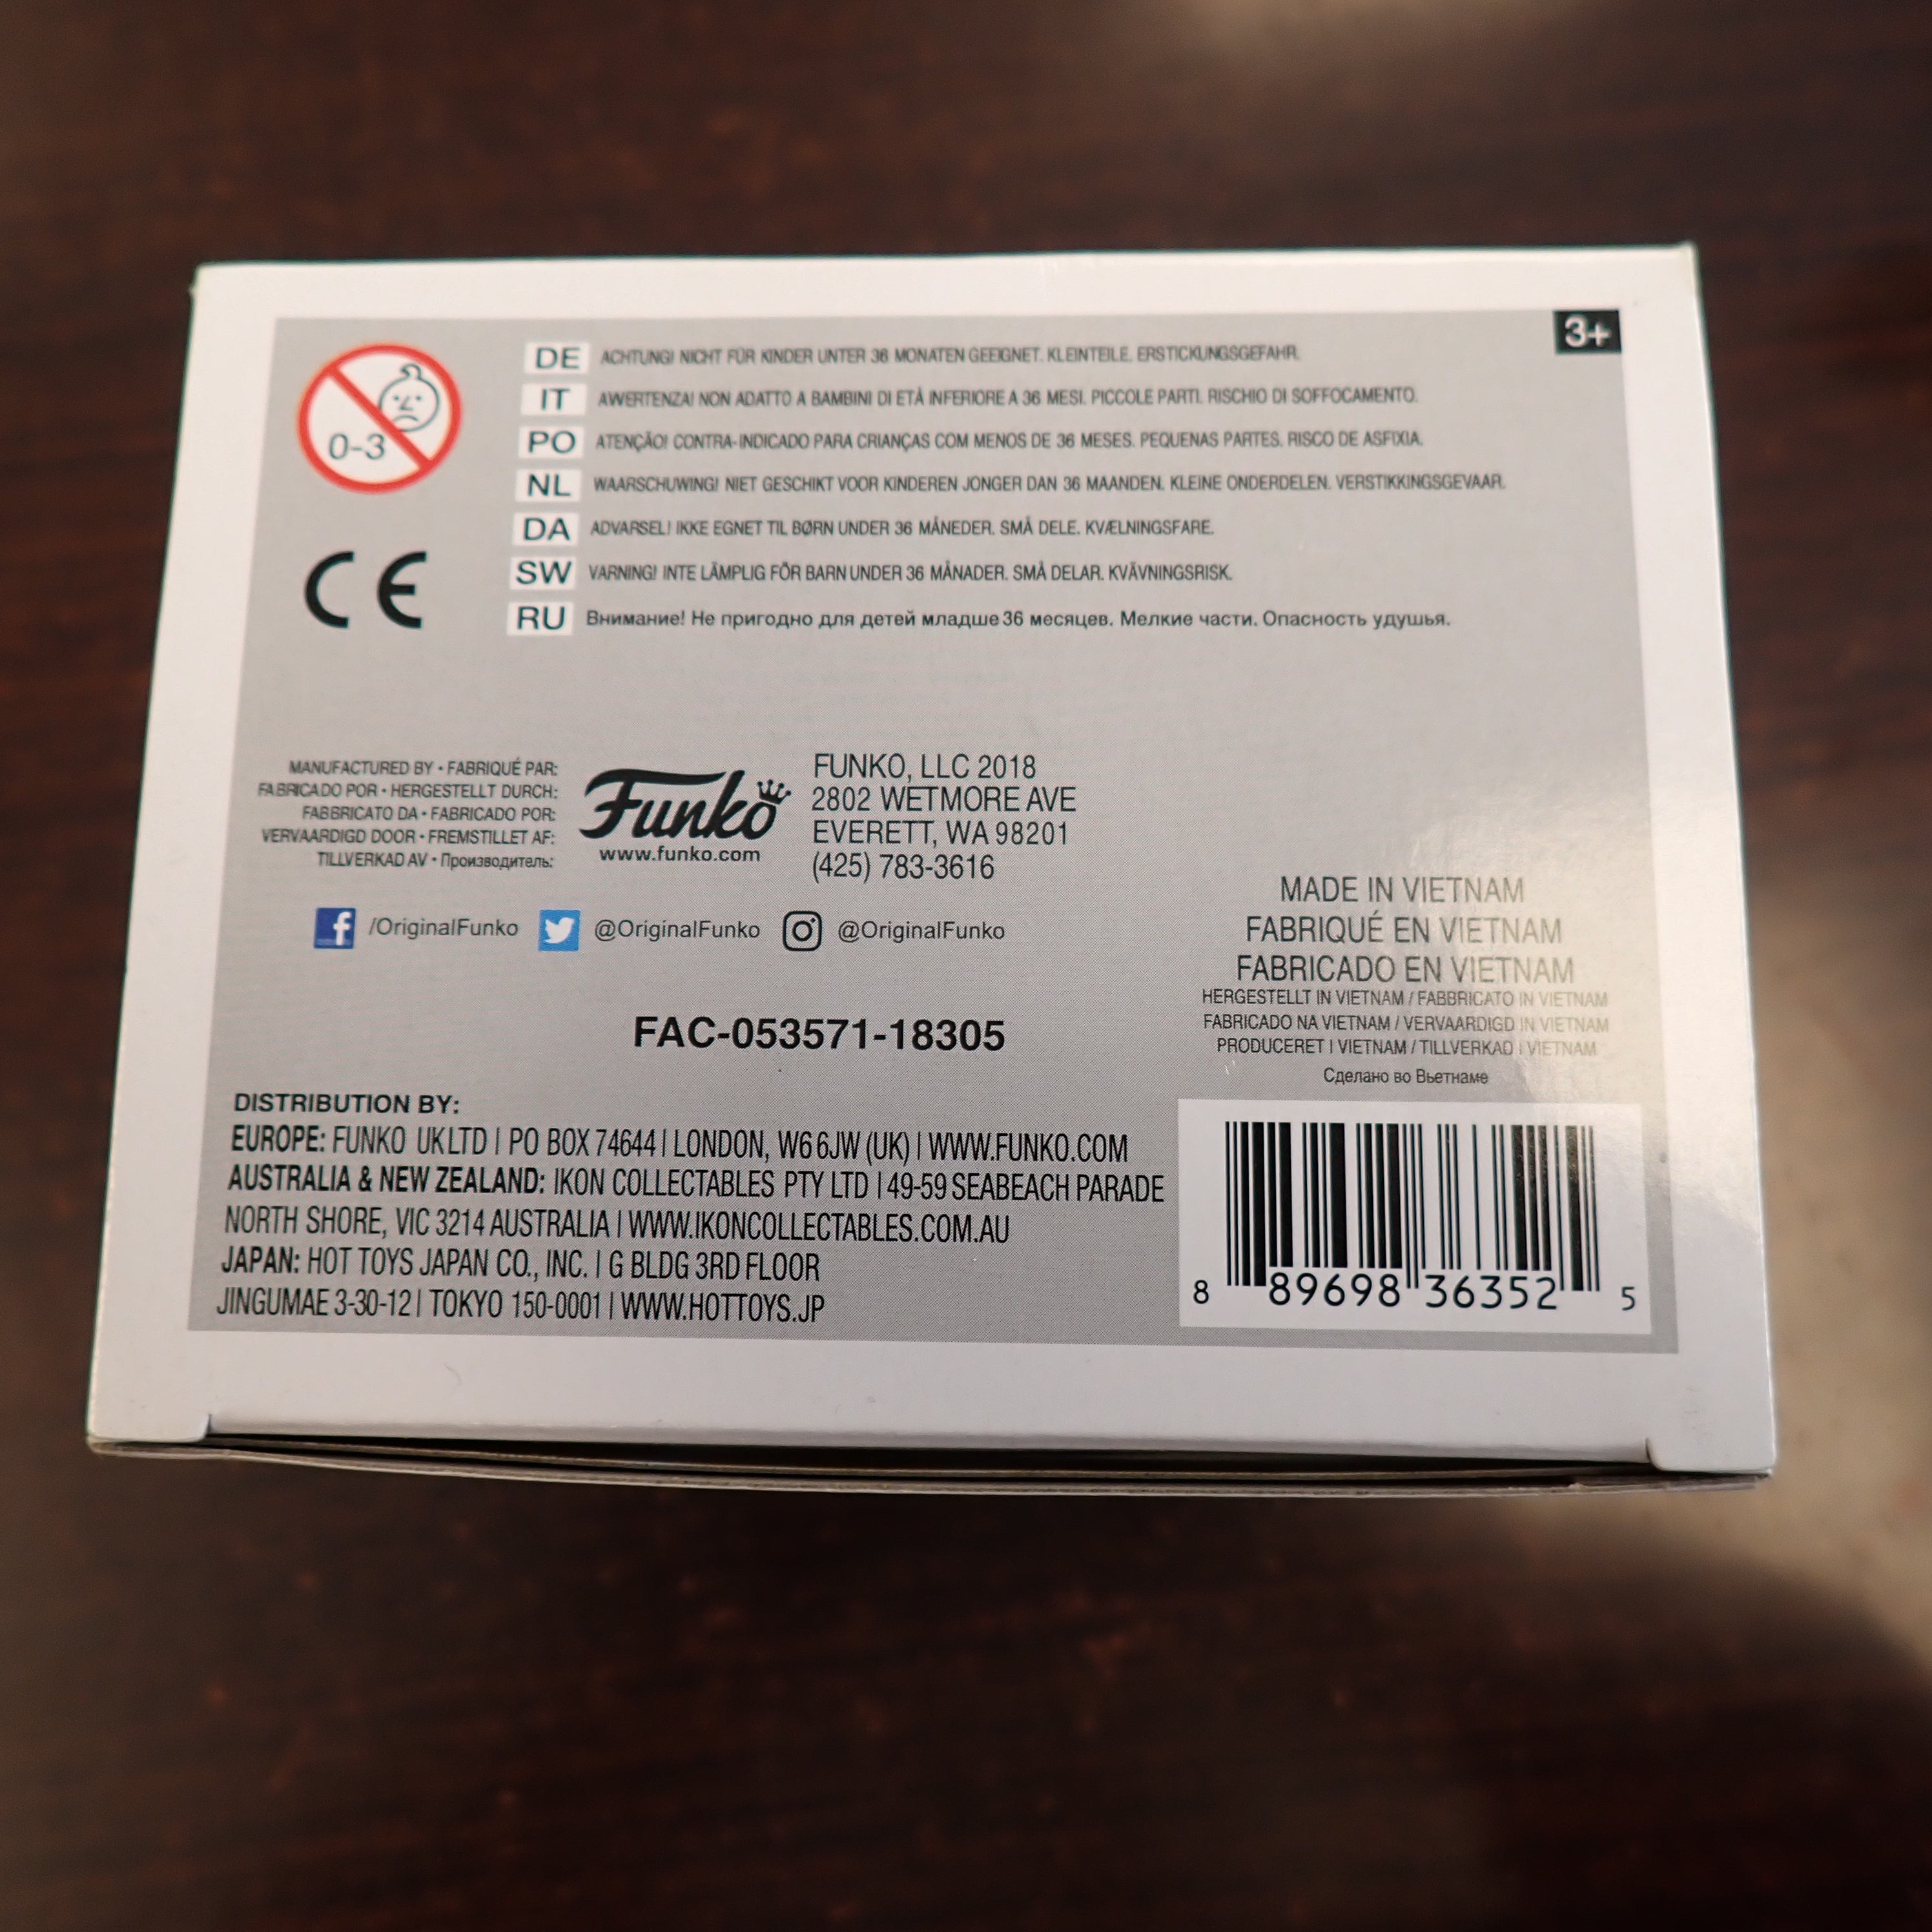 3+
0-3
DE ACHTUNG! NICHT FÜR KINDER UNTER 36 MONATEN GEEIGNET. KLEINTEILE. ERSTICKUNGSGEFAHR.
IT AWERTENZA! NON ADATTO A BAMBINI DI ETÀ INFERIORE A 36 MESI. PICCOLE PARTI. RISCHIO DI SOFFOCAMENTO.
PO ATENÇÃO! CONTRA-INDICADO PARA CRIANÇAS COM MENOS DE 36 MESES. PEQUENAS PARTES. RISCO DE ASFIXIA.
NL WAARSCHUWING! NIET GESCHIKT VOOR KINDEREN JONGER DAN 36 MAANDEN. KLEINE ONDERDELEN. VERSTIKKINGSGEVAAR.
DA ADVARSEL! IKKE EGNET TIL BØRN UNDER 36 MÅNEDER. SMÅ DELE. KVÆLNINGSFARE.
SW VARNING! INTE LÄMPLIG FÖR BARN UNDER 36 MÅNADER. SMÅ DELAR. KVÄVNINGSRISK.
RU Внимание! Не пригодно для детей младше 36 месяцев. Мелкие части. Опасность удушья.
CE
MANUFACTURED BY • FABRIQUÉ PAR:
FABRICADO POR • HERGESTELLT DURCH:
FABBRICATO DA • FABRICADO POR:
VERVAARDIGD DOOR • FREMSTILLET AF:
TILLVERKAD AV • Производитель:
Funko
www.funko.com
FUNKO, LLC 2018
2802 WETMORE AVE
EVERETT, WA 98201
(425) 783-3616
/OriginalFunko @OriginalFunko @OriginalFunko
FAC-053571-18305
MADE IN VIETNAM
FABRIQUÉ EN VIETNAM
FABRICADO EN VIETNAM
HERGESTELLT IN VIETNAM / FABBRICATO IN VIETNAM
FABRICADO NA VIETNAM / VERVAARDIGD IN VIETNAM
PRODUCERET I VIETNAM / TILLVERKAD I VIETNAM
Сделано во Вьетнаме
DISTRIBUTION BY:
EUROPE: FUNKO UK LTD | PO BOX 74644 | LONDON, W6 6JW (UK) | WWW.FUNKO.COM
AUSTRALIA & NEW ZEALAND: IKON COLLECTABLES PTY LTD | 49-59 SEABEACH PARADE
NORTH SHORE, VIC 3214 AUSTRALIA | WWW.IKONCOLLECTABLES.COM.AU
JAPAN: HOT TOYS JAPAN CO., INC. | G BLDG 3RD FLOOR
JINGUMAE 3-30-12 | TOKYO 150-0001 | WWW.HOTTOYS.JP
8 89698 36352 5